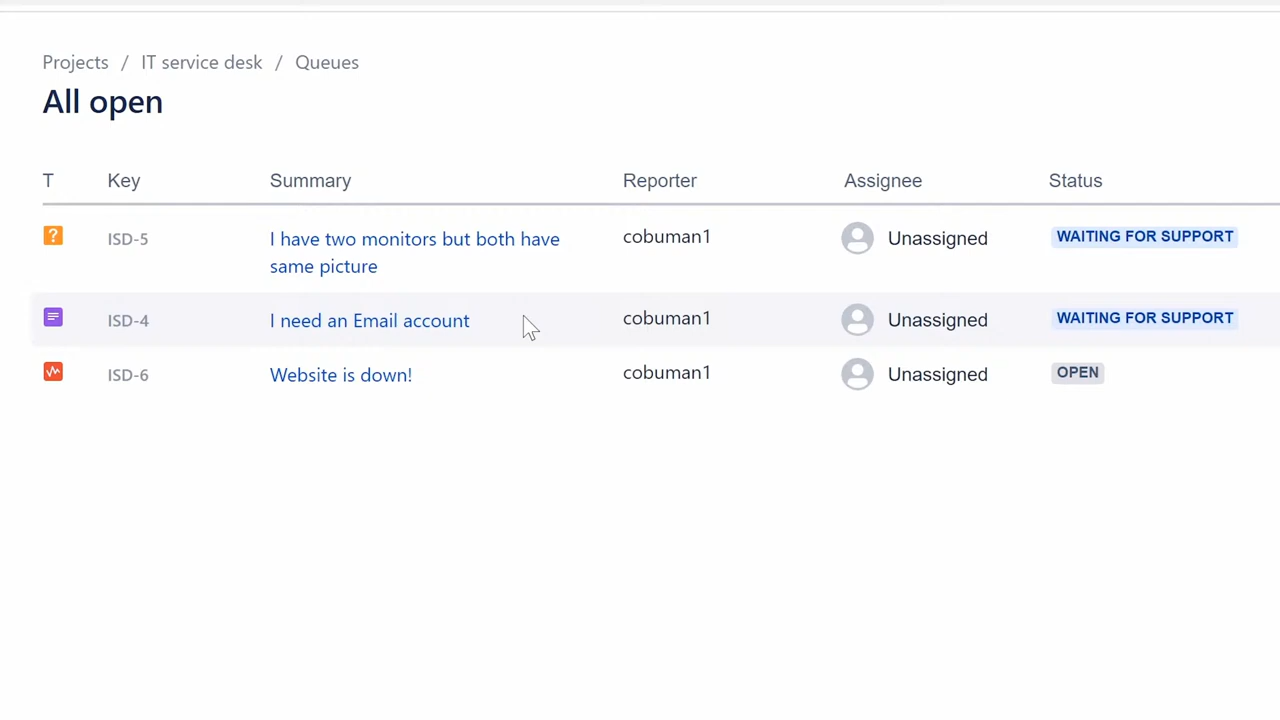 Projects / IT service desk / Queues
All open
T Key Summary Reporter Assignee Status
? ISD-5 I have two monitors but both have cobuman1 Unassigned WAITING FOR SUPPORT
same picture
ISD-4 I need an Email account cobuman1 Unassigned WAITING FOR SUPPORT
ISD-6 Website is down! cobuman1 Unassigned OPEN